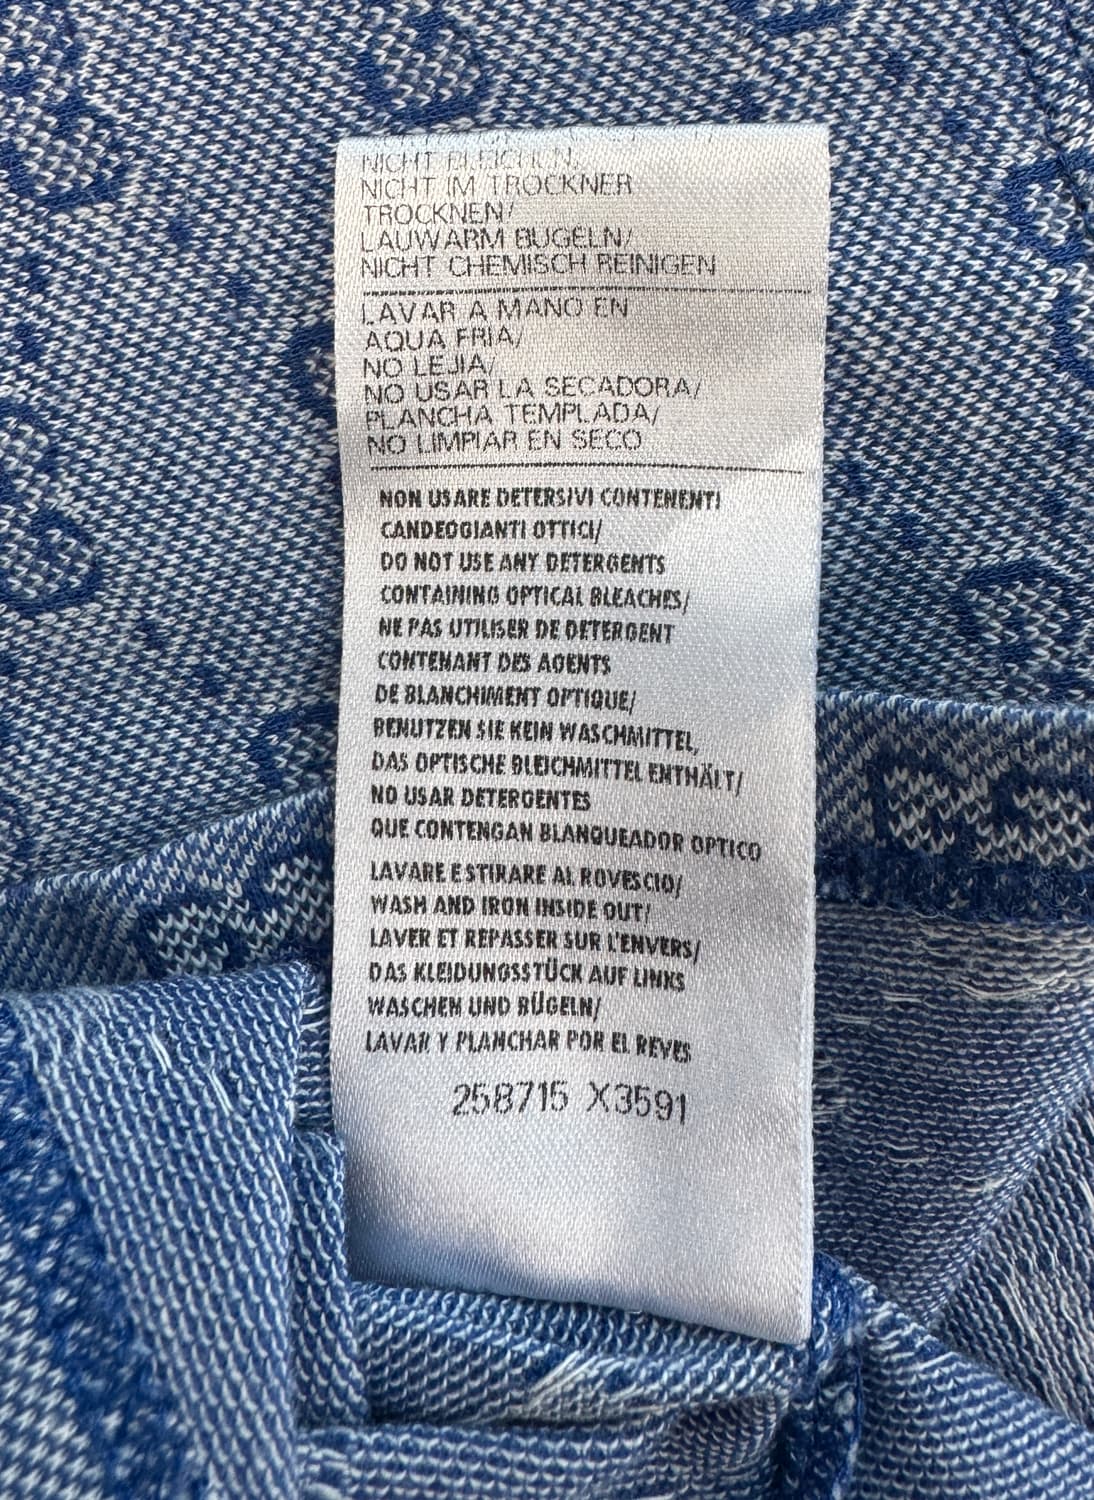 NICHT BLEICHEN,
NICHT IM TROCKNER
TROCKNEN/
LAUWARM BUGELN/
NICHT CHEMISCH REINIGEN
LAVAR A MANO EN
AQUA FRIA/
NO LEJIA/
NO USAR LA SECADORA/
PLANCHA TEMPLADA/
NO LIMPIAR EN SECO
NON USARE DETERSIVI CONTENENTI
CANDEGGIANTI OTTICI/
DO NOT USE ANY DETERGENTS
CONTAINING OPTICAL BLEACHES/
NE PAS UTILISER DE DETERGENT
CONTENANT DES AGENTS
DE BLANCHIMENT OPTIQUE/
BENUTZEN SIE KEIN WASCHMITTEL,
DAS OPTISCHE BLEICHMITTEL ENTHÄLT/
NO USAR DETERGENTES
QUE CONTENGAN BLANQUEADOR OPTICO
LAVARE E STIRARE AL ROVESCIO/
WASH AND IRON INSIDE OUT/
LAVER ET REPASSER SUR L'ENVERS/
DAS KLEIDUNGSSTÜCK AUF LINKS
WASCHEN UND BÜGELN/
LAVAR Y PLANCHAR POR EL REVES
258715 X3591